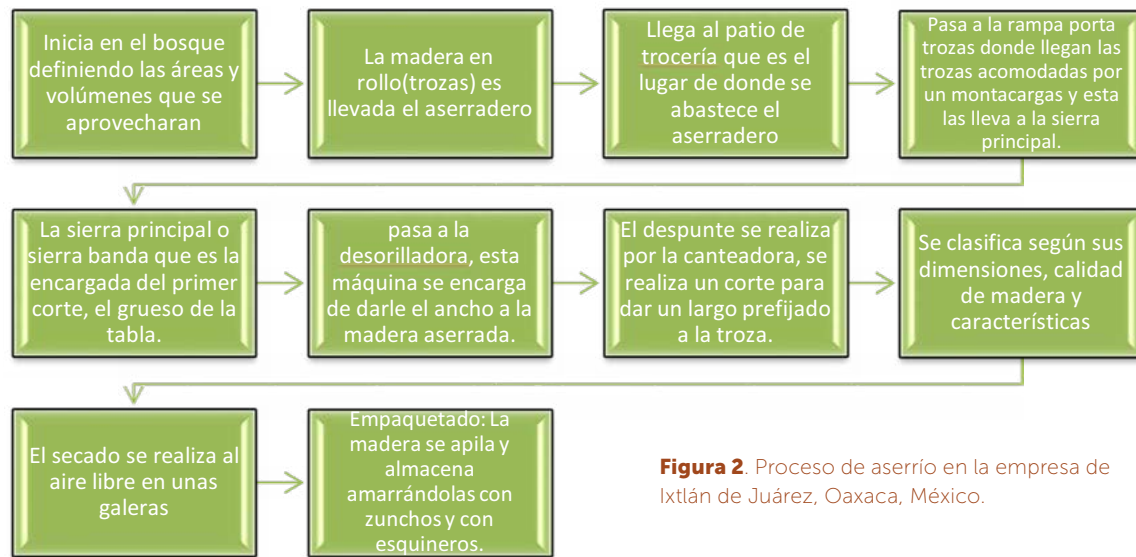 Inicia en el bosque
definiendo las áreas y
volúmenes que se
aprovecharan
La madera en
rollo(trozas) es
llevada el aserradero
Llega al patio de
trocería que es el
lugar de donde se
abastece el
aserradero
Pasa a la rampa porta
trozas donde llegan las
trozas acomodadas por
un montacargas y esta
las lleva a la sierra
principal.
La sierra principal o
sierra banda que es la
encargada del primer
corte, el grueso de la
tabla.
pasa a la
desorilladora, esta
máquina se encarga
de darle el ancho a la
madera aserrada.
El despunte se realiza
por la canteadora, se
realiza un corte para
dar un largo prefijado
a la troza.
Se clasifica según sus
dimensiones, calidad
de madera y
características
El secado se realiza al
aire libre en unas
galeras
Empaquetado: La
madera se apila y
almacena
amarrándolas con
zunchos y con
esquineros.
Figura 2. Proceso de aserrío en la empresa de
Ixtlán de Juárez, Oaxaca, México.